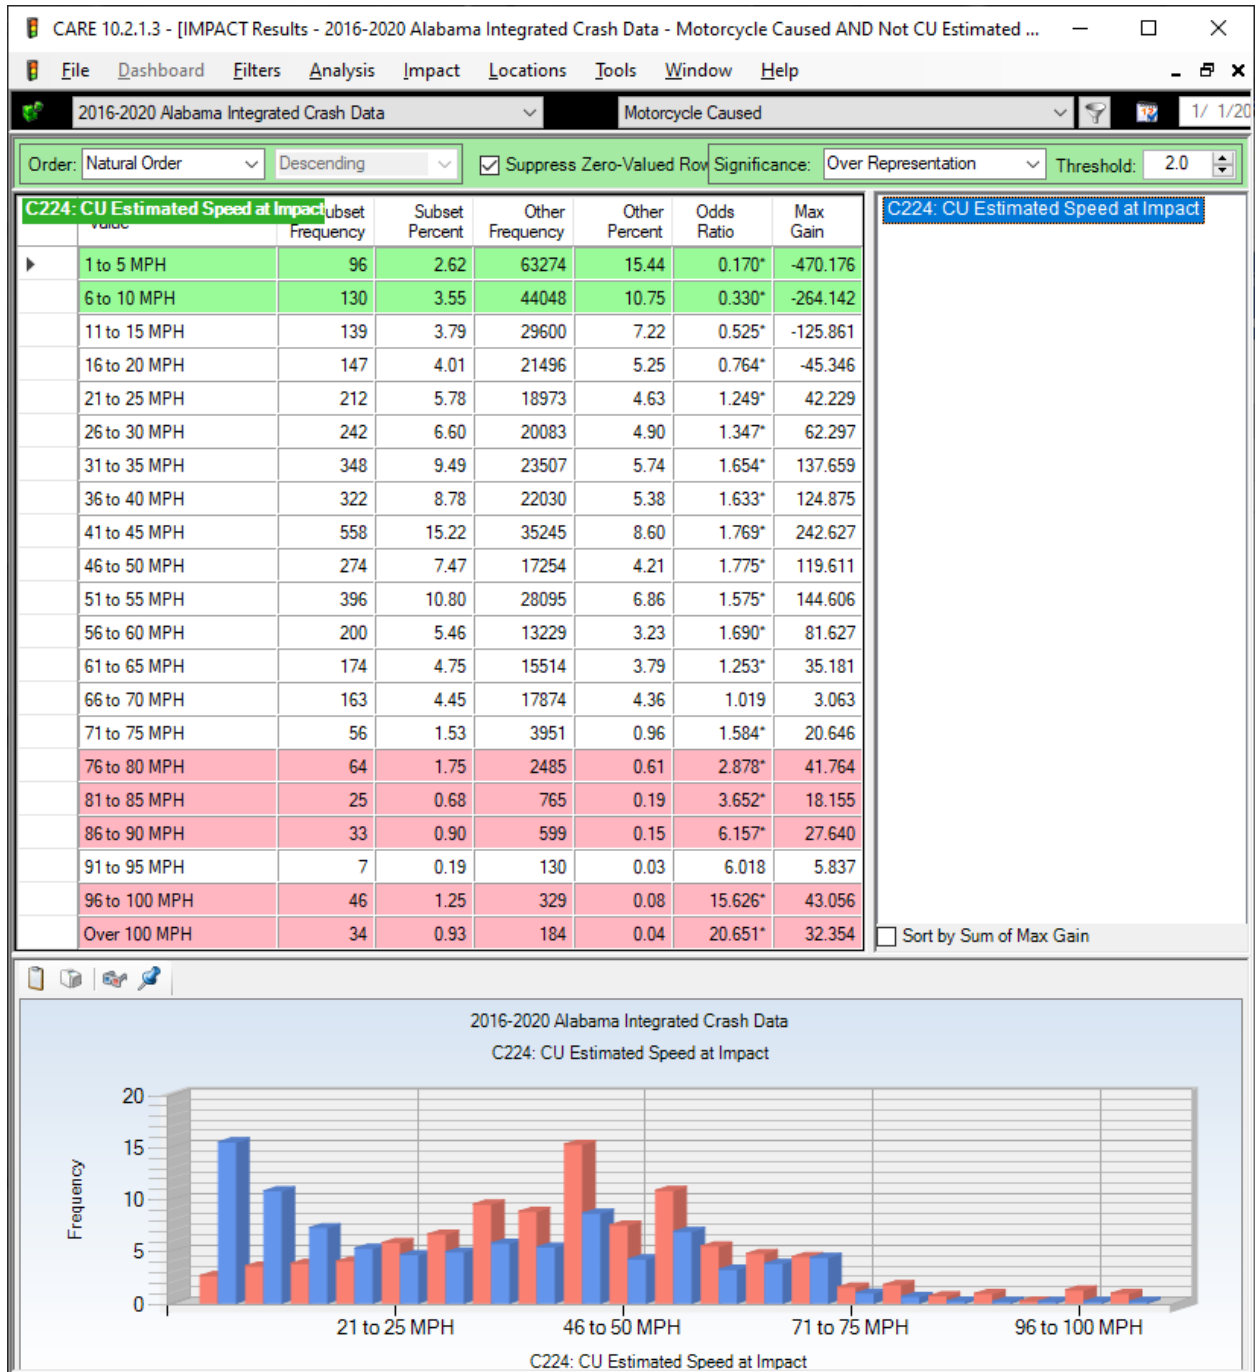 CARE 10.2.1.3 - [IMPACT Results - 2016-2020 Alabama Integrated Crash Data - Motorcycle Caused AND Not CU Estimated ...
File Dashboard Filters Analysis Impact Locations Tools Window Help
2016-2020 Alabama Integrated Crash Data Motorcycle Caused 1/ 1/20
Order: Natural Order Descending Suppress Zero-Valued Row Significance: Over Representation Threshold: 2.0
C224: CU Estimated Speed at Impact Subset Frequency Subset Percent Other Frequency Other Percent Odds Ratio Max Gain
C224: CU Estimated Speed at Impact
1 to 5 MPH 96 2.62 63274 15.44 0.170* -470.176
6 to 10 MPH 130 3.55 44048 10.75 0.330* -264.142
11 to 15 MPH 139 3.79 29600 7.22 0.525* -125.861
16 to 20 MPH 147 4.01 21496 5.25 0.764* -45.346
21 to 25 MPH 212 5.78 18973 4.63 1.249* 42.229
26 to 30 MPH 242 6.60 20083 4.90 1.347* 62.297
31 to 35 MPH 348 9.49 23507 5.74 1.654* 137.659
36 to 40 MPH 322 8.78 22030 5.38 1.633* 124.875
41 to 45 MPH 558 15.22 35245 8.60 1.769* 242.627
46 to 50 MPH 274 7.47 17254 4.21 1.775* 119.611
51 to 55 MPH 396 10.80 28095 6.86 1.575* 144.606
56 to 60 MPH 200 5.46 13229 3.23 1.690* 81.627
61 to 65 MPH 174 4.75 15514 3.79 1.253* 35.181
66 to 70 MPH 163 4.45 17874 4.36 1.019 3.063
71 to 75 MPH 56 1.53 3951 0.96 1.584* 20.646
76 to 80 MPH 64 1.75 2485 0.61 2.878* 41.764
81 to 85 MPH 25 0.68 765 0.19 3.652* 18.155
86 to 90 MPH 33 0.90 599 0.15 6.157* 27.640
91 to 95 MPH 7 0.19 130 0.03 6.018 5.837
96 to 100 MPH 46 1.25 329 0.08 15.626* 43.056
Over 100 MPH 34 0.93 184 0.04 20.651* 32.354
Sort by Sum of Max Gain
2016-2020 Alabama Integrated Crash Data
C224: CU Estimated Speed at Impact
Frequency
20
15
10
5
0
21 to 25 MPH 46 to 50 MPH 71 to 75 MPH 96 to 100 MPH
C224: CU Estimated Speed at Impact